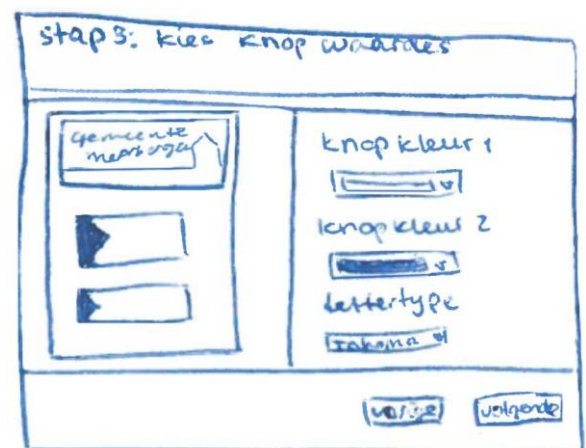 stap 3: kies knop waardes
Gemeente
knop kleur 1
knop kleur 2
Lettertype
Tahoma
vorige
volgende